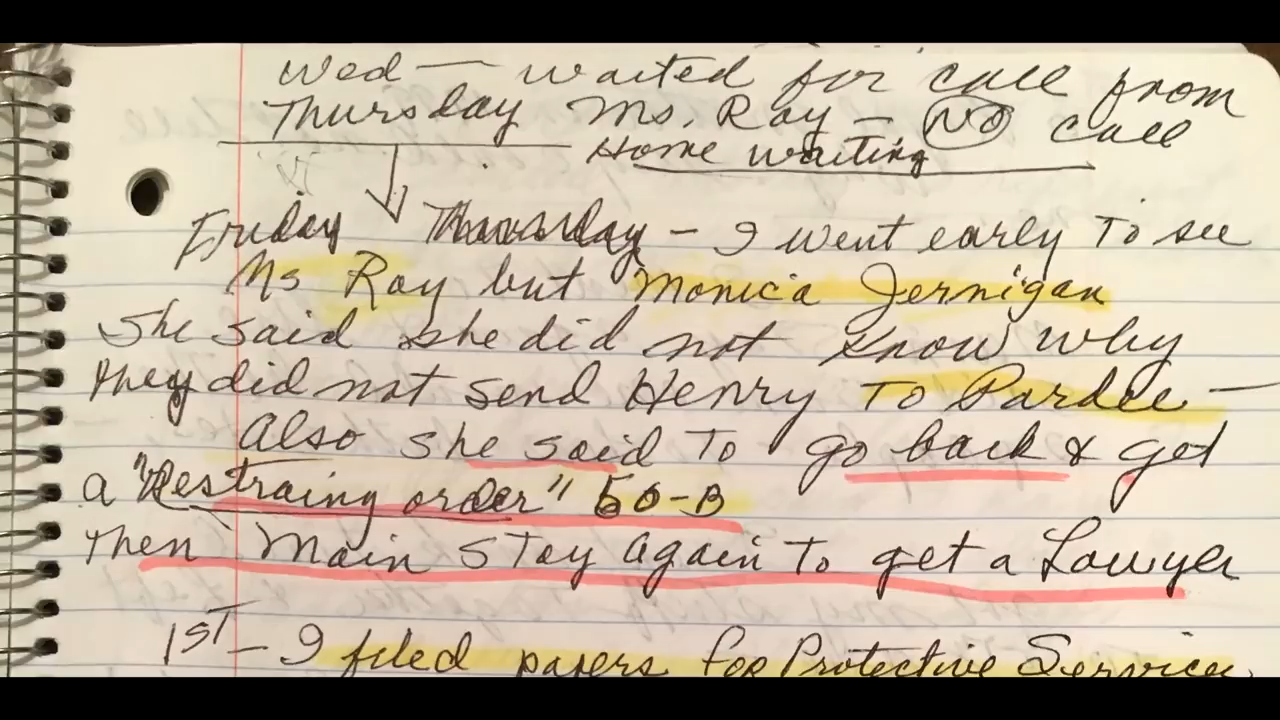 Wed — waited for call from
Thursday Ms. Ray — NO call
Home waiting
Friday Thursday - I went early To see
Ms Ray but Monica Jernigan
She said she did not know why
they did not send Henry To Pardee —
Also she said To go back & get
a "Restraing order" 50-B
Then Main Stay again To get a Lawyer
1ST - I filed papers for Protective Service